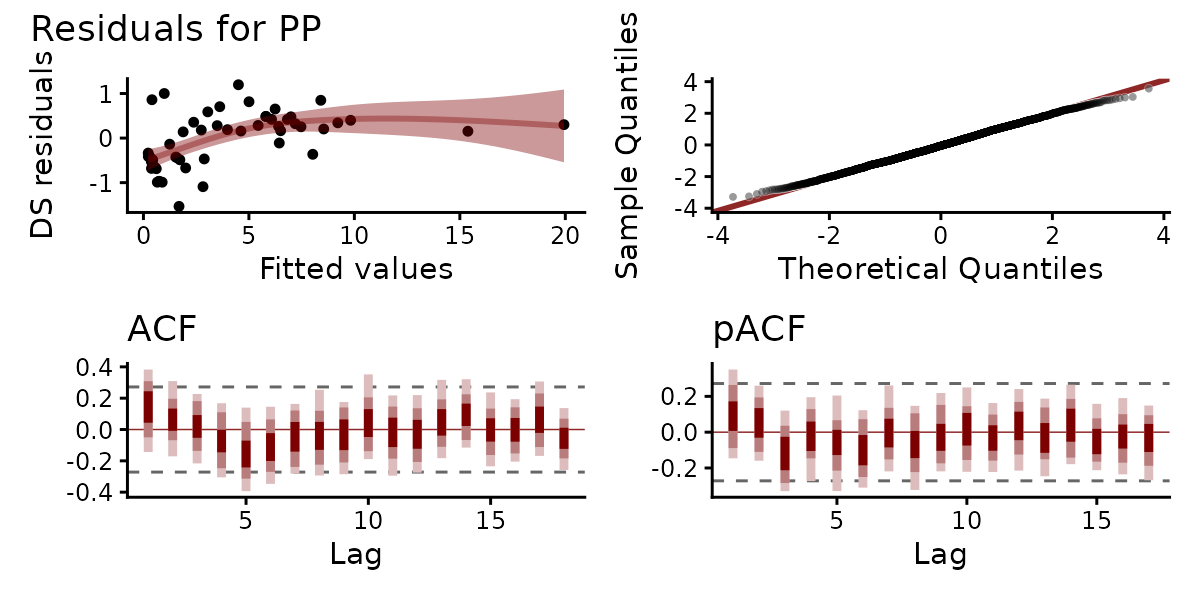 Residuals for PP
DS residuals
1
0
-1
0 5 10 15 20
Fitted values
Sample Quantiles
4
2
0
-2
-4
-4 -2 0 2 4
Theoretical Quantiles
ACF
0.4
0.2
0.0
-0.2
-0.4
5 10 15
Lag
pACF
0.2
0.0
-0.2
5 10 15
Lag